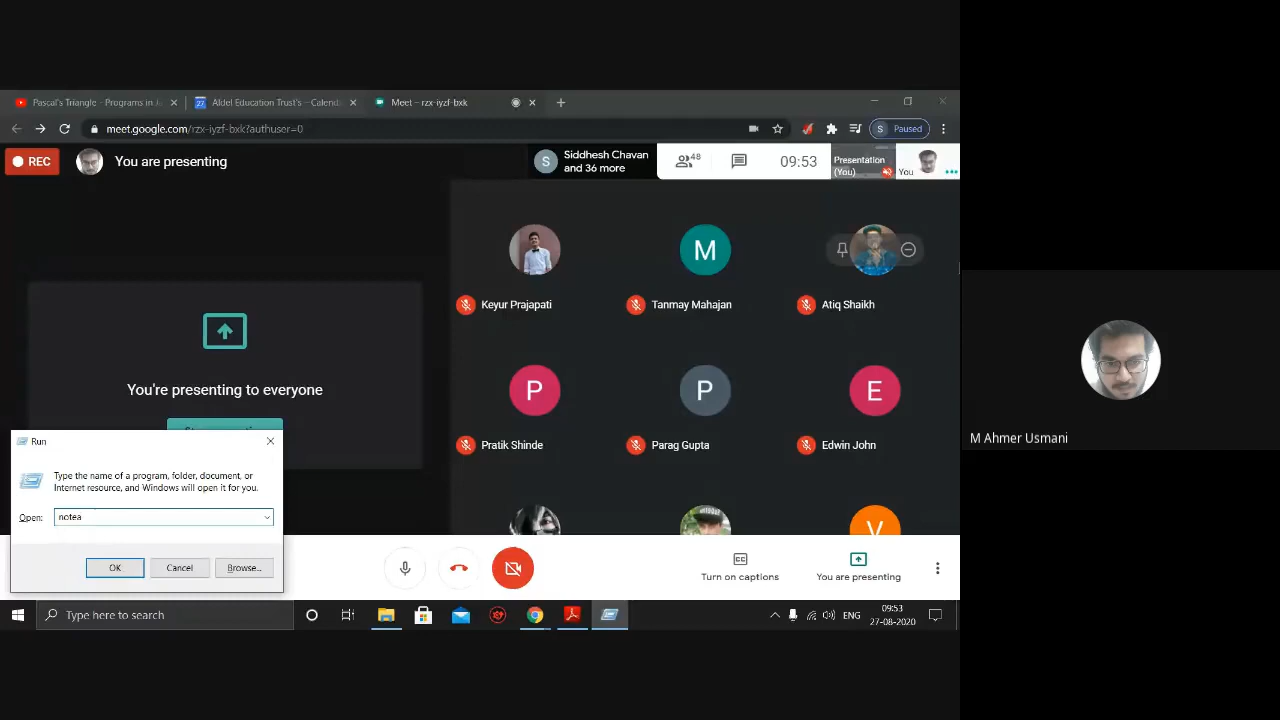 Pascal's Triangle - Programs in Ja
27 Aldel Education Trust's - Calend
Meet – rzx-iyzf-bxk
meet.google.com/rzx-iyzf-bxk?authuser=0
S Paused
REC
You are presenting
S Siddhesh Chavan
and 36 more
48
09:53
Presentation
(You)
You
M
Keyur Prajapati
Tanmay Mahajan
Atiq Shaikh
You're presenting to everyone
P
P
E
Pratik Shinde
Parag Gupta
Edwin John
V
M Ahmer Usmani
Run
Type the name of a program, folder, document, or
Internet resource, and Windows will open it for you.
Open: notea
OK Cancel Browse...
CC
Turn on captions
You are presenting
Type here to search
ENG
09:53
27-08-2020